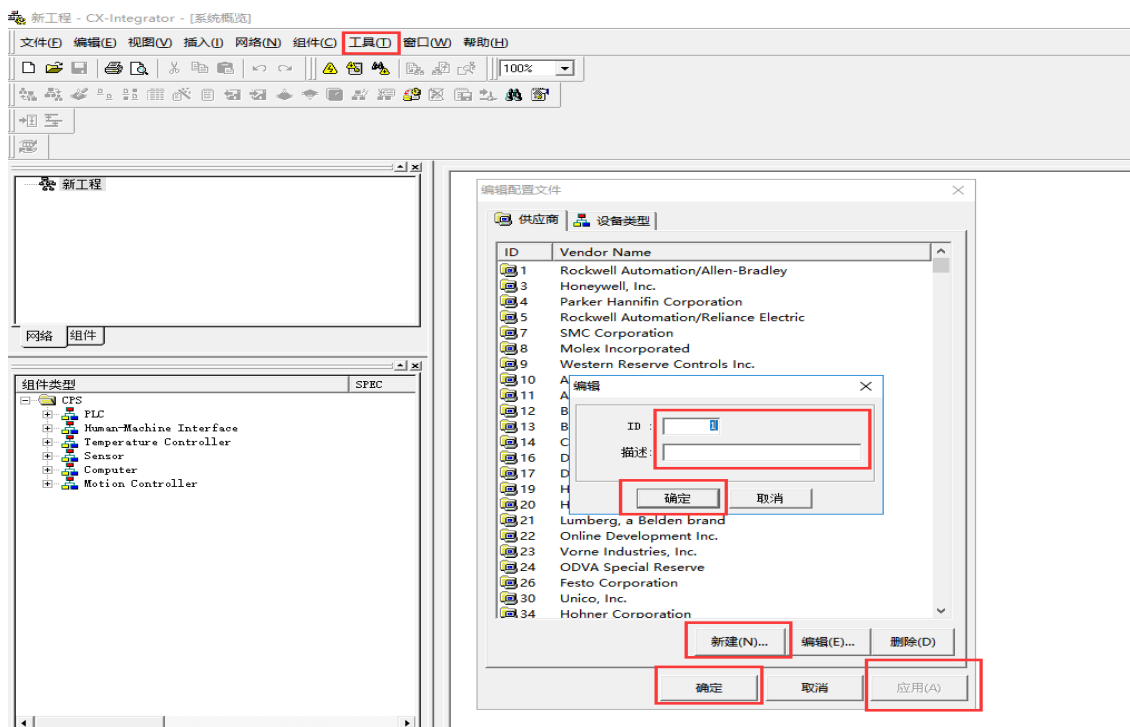 新工程 - CX-Integrator - [系统概览]
文件(F) 编辑(E) 视图(V) 插入(I) 网络(N) 组件(C) 工具(T) 窗口(W) 帮助(H)
100%
新工程
网络 组件
组件类型 SPEC
CPS
PLC
Human-Machine Interface
Temperature Controller
Sensor
Computer
Motion Controller
编辑配置文件
供应商 设备类型
ID Vendor Name
1 Rockwell Automation/Allen-Bradley
3 Honeywell, Inc.
4 Parker Hannifin Corporation
5 Rockwell Automation/Reliance Electric
7 SMC Corporation
8 Molex Incorporated
9 Western Reserve Controls Inc.
10 A
11 A
12 B
13 B
14 C
16 D
17 D
19 H
20 H
21 Lumberg, a Belden brand
22 Online Development Inc.
23 Vorne Industries, Inc.
24 ODVA Special Reserve
26 Festo Corporation
30 Unico, Inc.
34 Hohner Corporation
编辑
ID : 1
描述:
确定 取消
新建(N)... 编辑(E)... 删除(D)
确定 取消 应用(A)